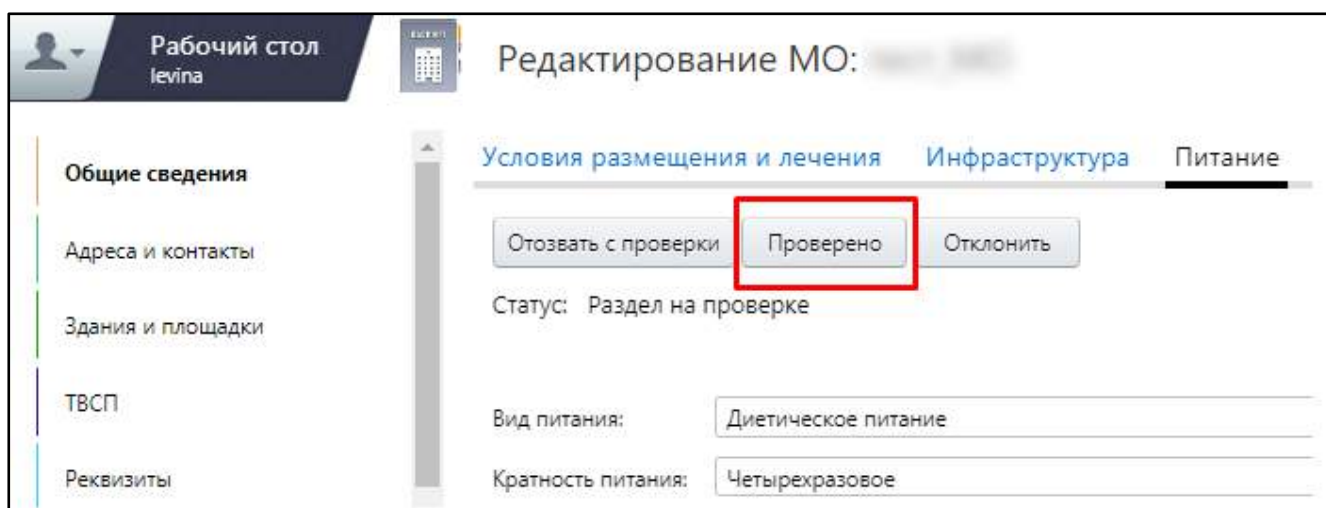 Рабочий стол
levina
Редактирование МО:
Общие сведения
Адреса и контакты
Здания и площадки
ТВСП
Реквизиты
Условия размещения и лечения Инфраструктура Питание
Отозвать с проверки Проверено Отклонить
Статус: Раздел на проверке
Вид питания: Диетическое питание
Кратность питания: Четырехразовое